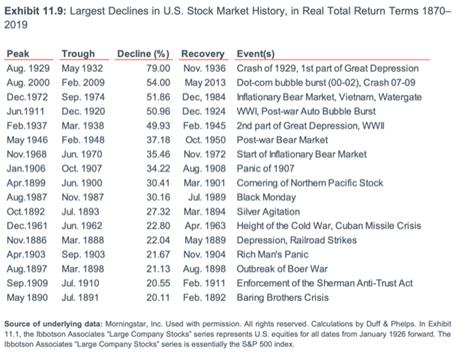 Exhibit 11.9: Largest Declines in U.S. Stock Market History, in Real Total Return Terms 1870–
2019
Peak Trough Decline (%) Recovery Event(s)
Aug. 1929 May 1932 79.00 Nov. 1936 Crash of 1929, 1st part of Great Depression
Aug. 2000 Feb. 2009 54.00 May 2013 Dot-com bubble burst (00-02), Crash 07-09
Dec.1972 Sep. 1974 51.86 Dec, 1984 Inflationary Bear Market, Vietnam, Watergate
Jun.1911 Dec. 1920 50.96 Dec. 1924 WWI, Post-war Auto Bubble Burst
Feb.1937 Mar. 1938 49.93 Feb. 1945 2nd part of Great Depression, WWII
May 1946 Feb. 1948 37.18 Oct. 1950 Post-war Bear Market
Nov.1968 Jun. 1970 35.46 Nov. 1972 Start of Inflationary Bear Market
Jan.1906 Oct. 1907 34.22 Aug. 1908 Panic of 1907
Apr.1899 Jun. 1900 30.41 Mar. 1901 Cornering of Northern Pacific Stock
Aug.1987 Nov. 1987 30.16 Jul. 1989 Black Monday
Oct.1892 Jul. 1893 27.32 Mar. 1894 Silver Agitation
Dec.1961 Jun. 1962 22.80 Apr. 1963 Height of the Cold War, Cuban Missile Crisis
Nov.1886 Mar. 1888 22.04 May 1889 Depression, Railroad Strikes
Apr.1903 Sep. 1903 21.67 Nov. 1904 Rich Man's Panic
Aug.1897 Mar. 1898 21.13 Aug. 1898 Outbreak of Boer War
Sep.1909 Jul. 1910 20.55 Feb. 1911 Enforcement of the Sherman Anti-Trust Act
May 1890 Jul. 1891 20.11 Feb. 1892 Baring Brothers Crisis
Source of underlying data: Morningstar, Inc. Used with permission. All rights reserved. Calculations by Duff & Phelps. In Exhibit
11.1, the Ibbotson Associates "Large Company Stocks" series represents U.S. equities for all dates from January 1926 forward. The
Ibbotson Associates "Large Company Stocks" series is essentially the S&P 500 index.